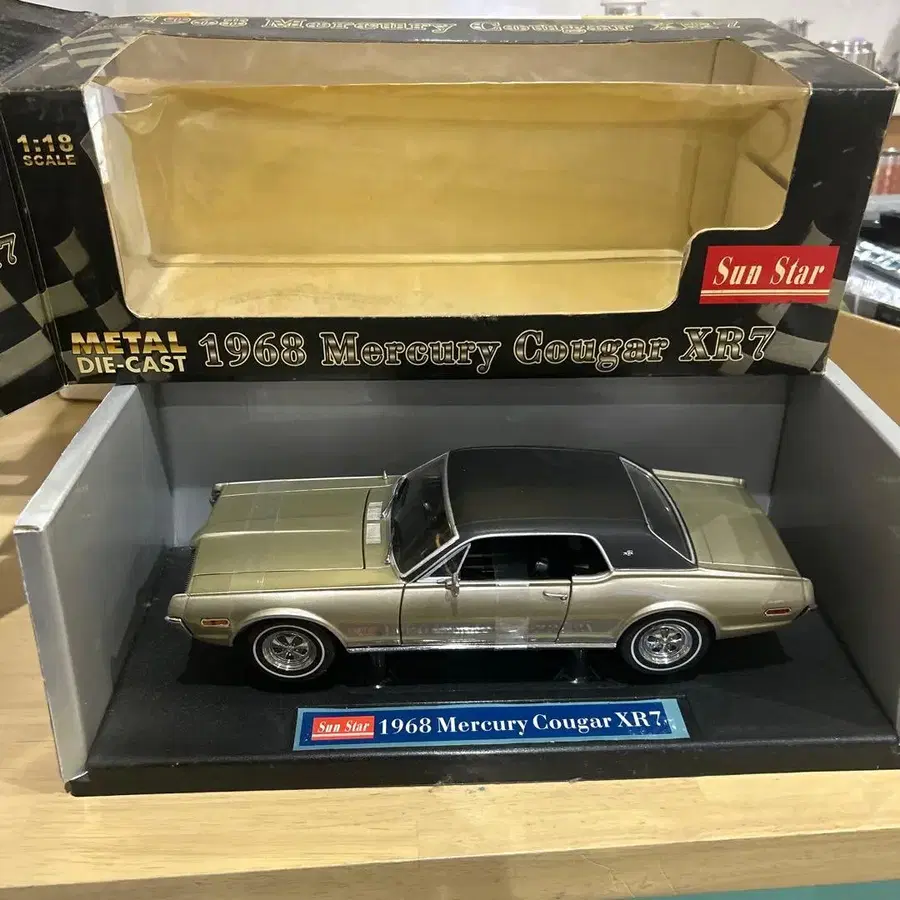 1968 Mercury Cougar XR7
1:18
SCALE
7
Sun Star
METAL
DIE-CAST
1968 Mercury Cougar XR7
Sun Star 1968 Mercury Cougar XR7